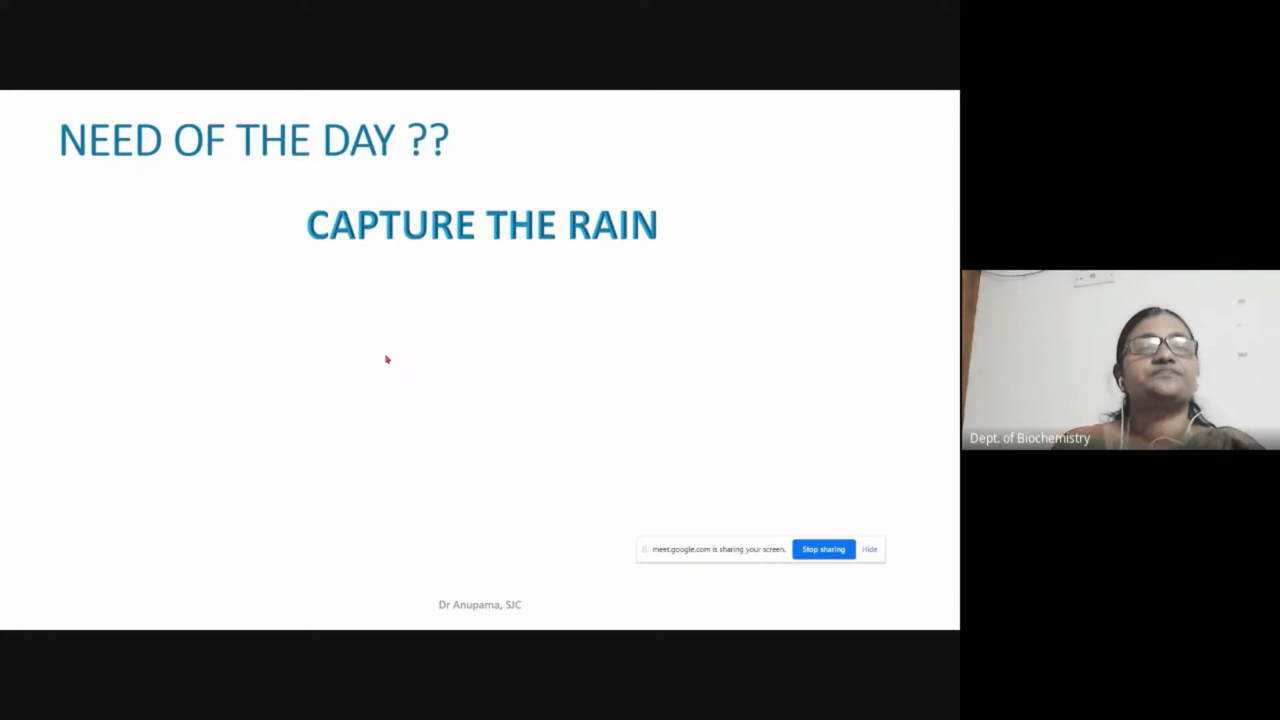 NEED OF THE DAY ??
CAPTURE THE RAIN
meet.google.com is sharing your screen.
Stop sharing
Hide
Dr Anupama, SJC
Dept. of Biochemistry